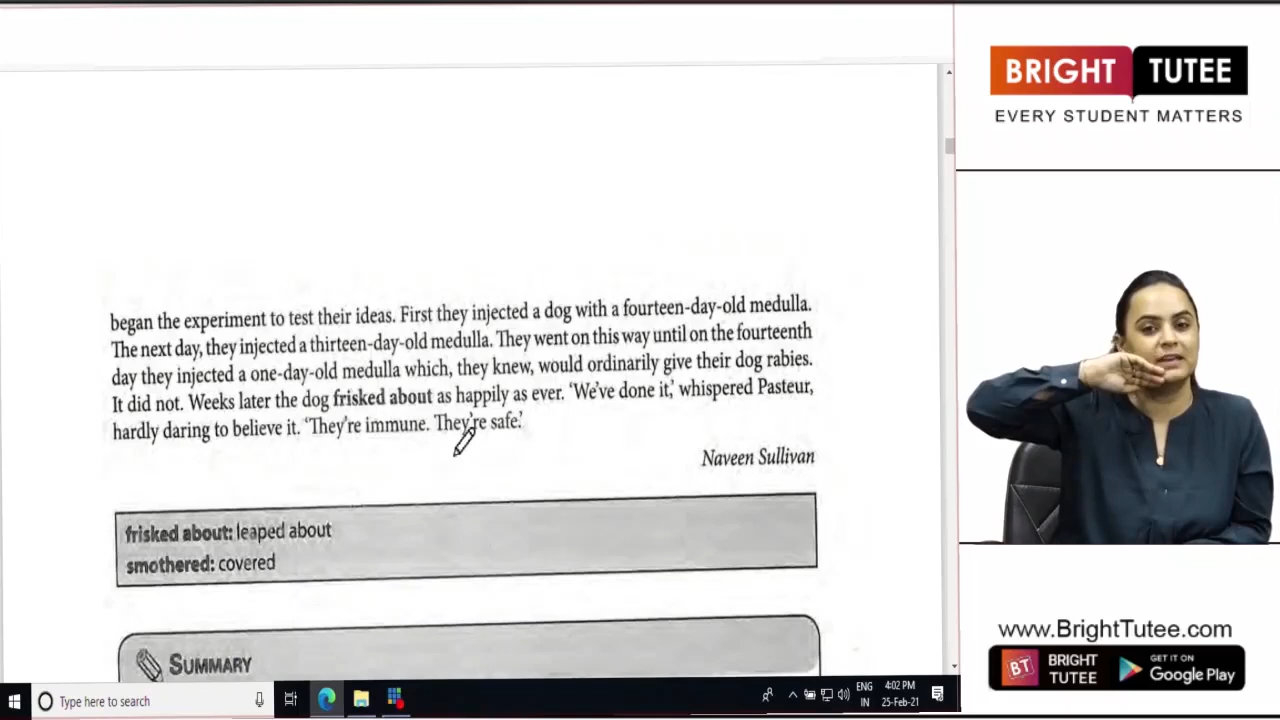 BRIGHT TUTEE
EVERY STUDENT MATTERS
began the experiment to test their ideas. First they injected a dog with a fourteen-day-old medulla.
The next day, they injected a thirteen-day-old medulla. They went on this way until on the fourteenth
day they injected a one-day-old medulla which, they knew, would ordinarily give their dog rabies.
It did not. Weeks later the dog frisked about as happily as ever. ‘We’ve done it,’ whispered Pasteur,
hardly daring to believe it. ‘They’re immune. They’re safe.’
Naveen Sullivan
frisked about: leaped about
smothered: covered
SUMMARY
www.BrightTutee.com
BT
BRIGHT
TUTEE
GET IT ON
Google Play
Type here to search
ENG
IN
4:02 PM
25-Feb-21